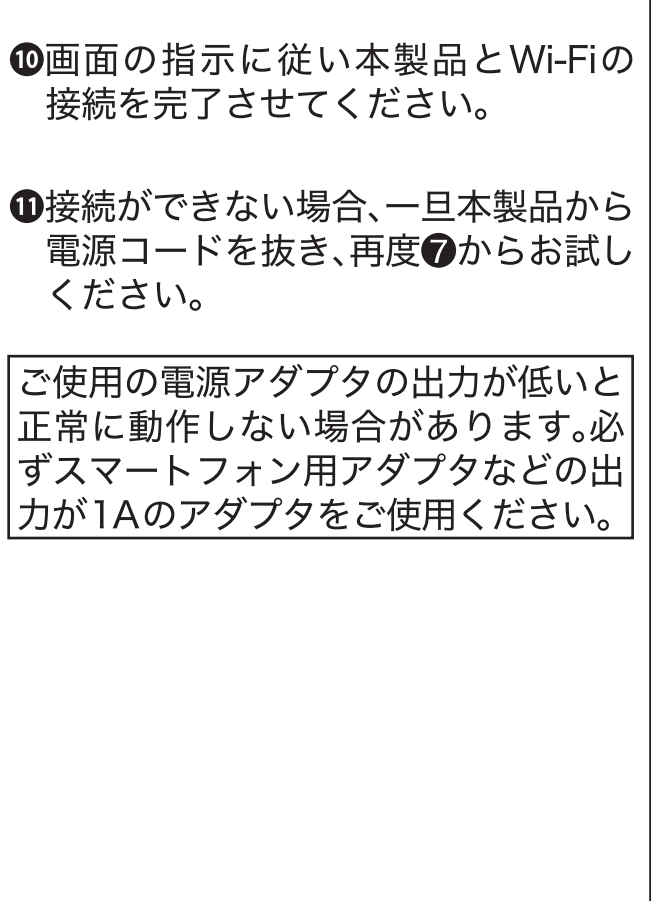 ❿画面の指示に従い本製品とWi-Fiの
接続を完了させてください。
⓫接続ができない場合、一旦本製品から
電源コードを抜き、再度❼からお試し
ください。
ご使用の電源アダプタの出力が低いと
正常に動作しない場合があります。必
ずスマートフォン用アダプタなどの出
力が1Aのアダプタをご使用ください。